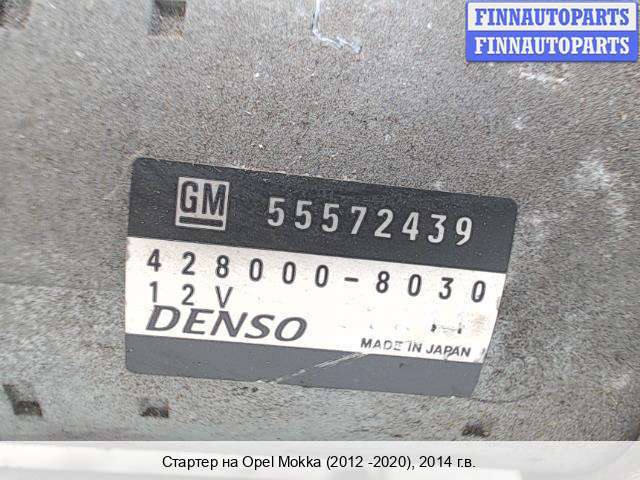 FINNAUTOPARTS
FINNAUTOPARTS
GM 55572439
428000-8030
12V
DENSO
MADE IN JAPAN
Стартер на Opel Mokka (2012 -2020), 2014 г.в.